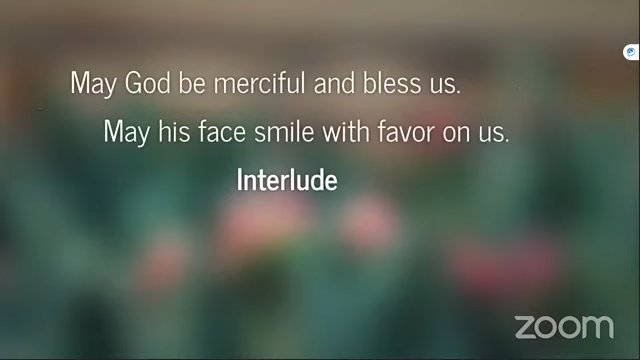 May God be merciful and bless us.
May his face smile with favor on us.
Interlude
zoom